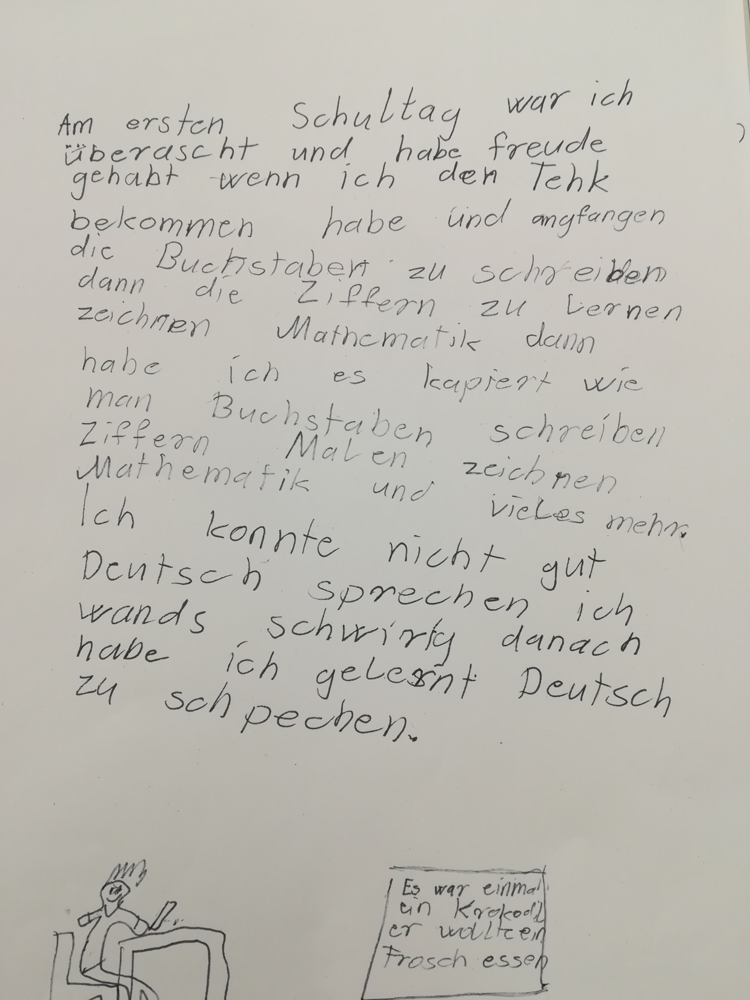 Am ersten Schultag war ich
überascht und habe freude
gehabt wenn ich den Tehk
bekommen habe und angfangen
die Buchstaben zu schreiben
dann die Ziffern zu Lernen
zeichnen Mathematik dann
habe ich es kapiert wie
man Buchstaben schreiben
Ziffern Malen zeichnen
Mathematik und vieles mehr.
Ich konnte nicht gut
Deutsch sprechen ich
wands schwirig danach
habe ich gelernt Deutsch
zu schpechen.
Es war einmal
ein Krokodil
er wollte ein
Frosch essen